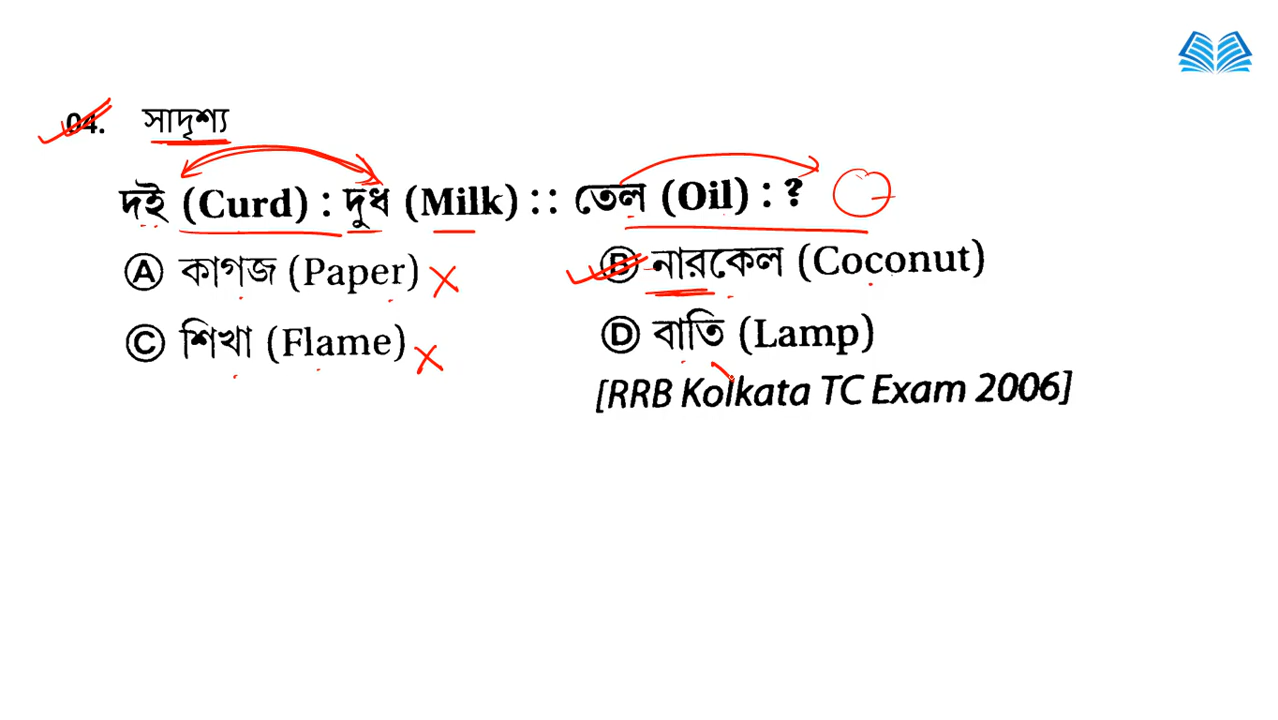 04. সাদৃশ্য
দই (Curd) : দুধ (Milk) :: তেল (Oil) : ?
Ⓐ কাগজ (Paper) Ⓑ নারকেল (Coconut)
Ⓒ শিখা (Flame) Ⓓ বাতি (Lamp)
[RRB Kolkata TC Exam 2006]